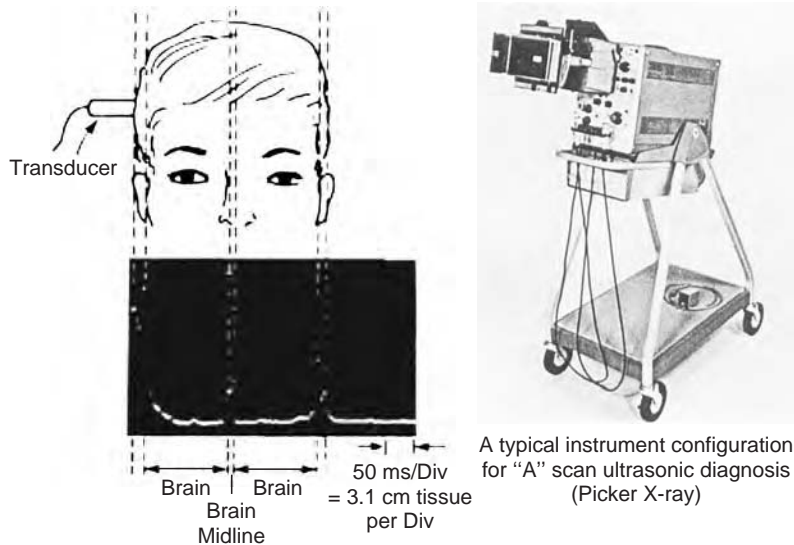 Transducer
Brain
Brain
Brain
Midline
50 ms/Div
= 3.1 cm tissue
per Div
A typical instrument configuration
for “A” scan ultrasonic diagnosis
(Picker X-ray)